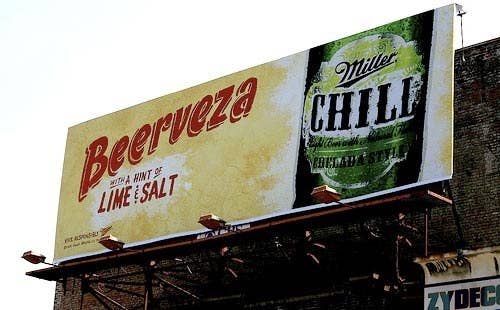 Beerveza
WITH A HINT OF
LIME & SALT
Miller
CHILL
CHELADA STYLE
ZYDECO